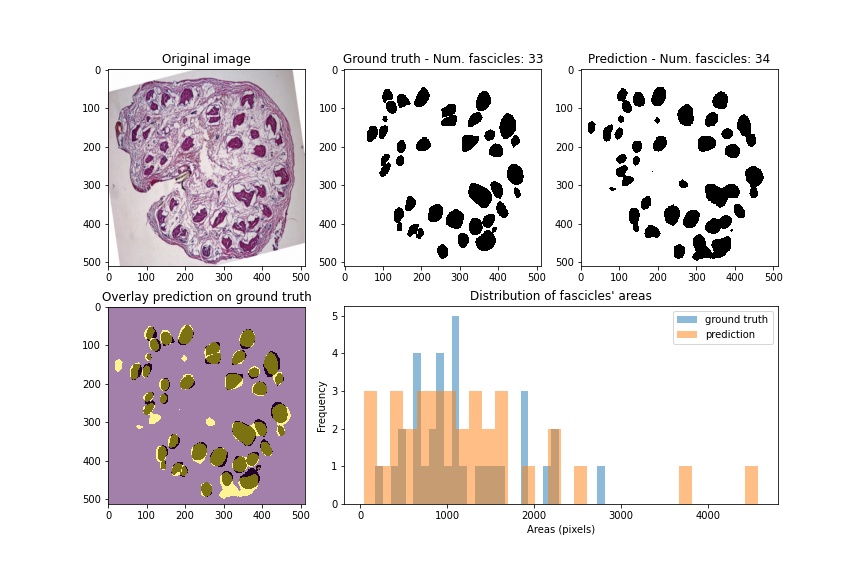 Original image
Ground truth - Num. fascicles: 33
Prediction - Num. fascicles: 34
0
100
200
300
400
500
0 100 200 300 400 500
0
100
200
300
400
500
0 100 200 300 400 500
0
100
200
300
400
500
0 100 200 300 400 500
Overlay prediction on ground truth
0
100
200
300
400
500
0 100 200 300 400 500
Distribution of fascicles' areas
ground truth
prediction
Frequency
5
4
3
2
1
0
0 1000 2000 3000 4000
Areas (pixels)